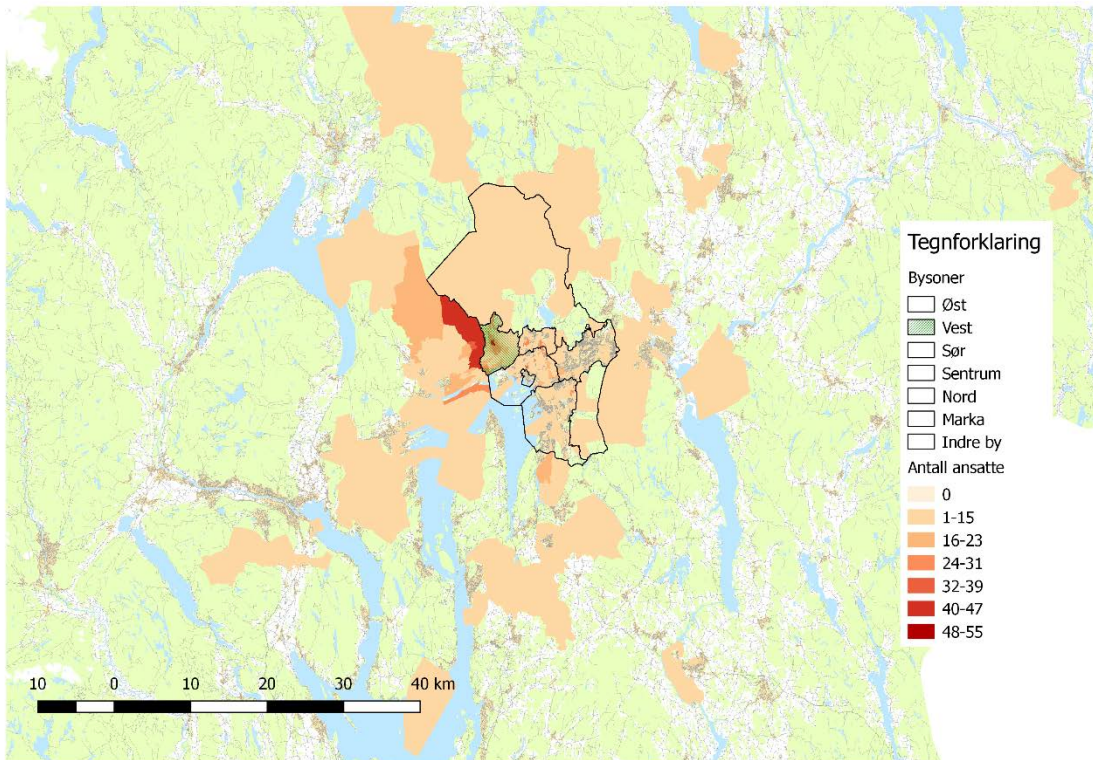 Tegnforklaring
Bysoner
Øst
Vest
Sør
Sentrum
Nord
Marka
Indre by
Antall ansatte
0
1-15
16-23
24-31
32-39
40-47
48-55
10 0 10 20 30 40 km